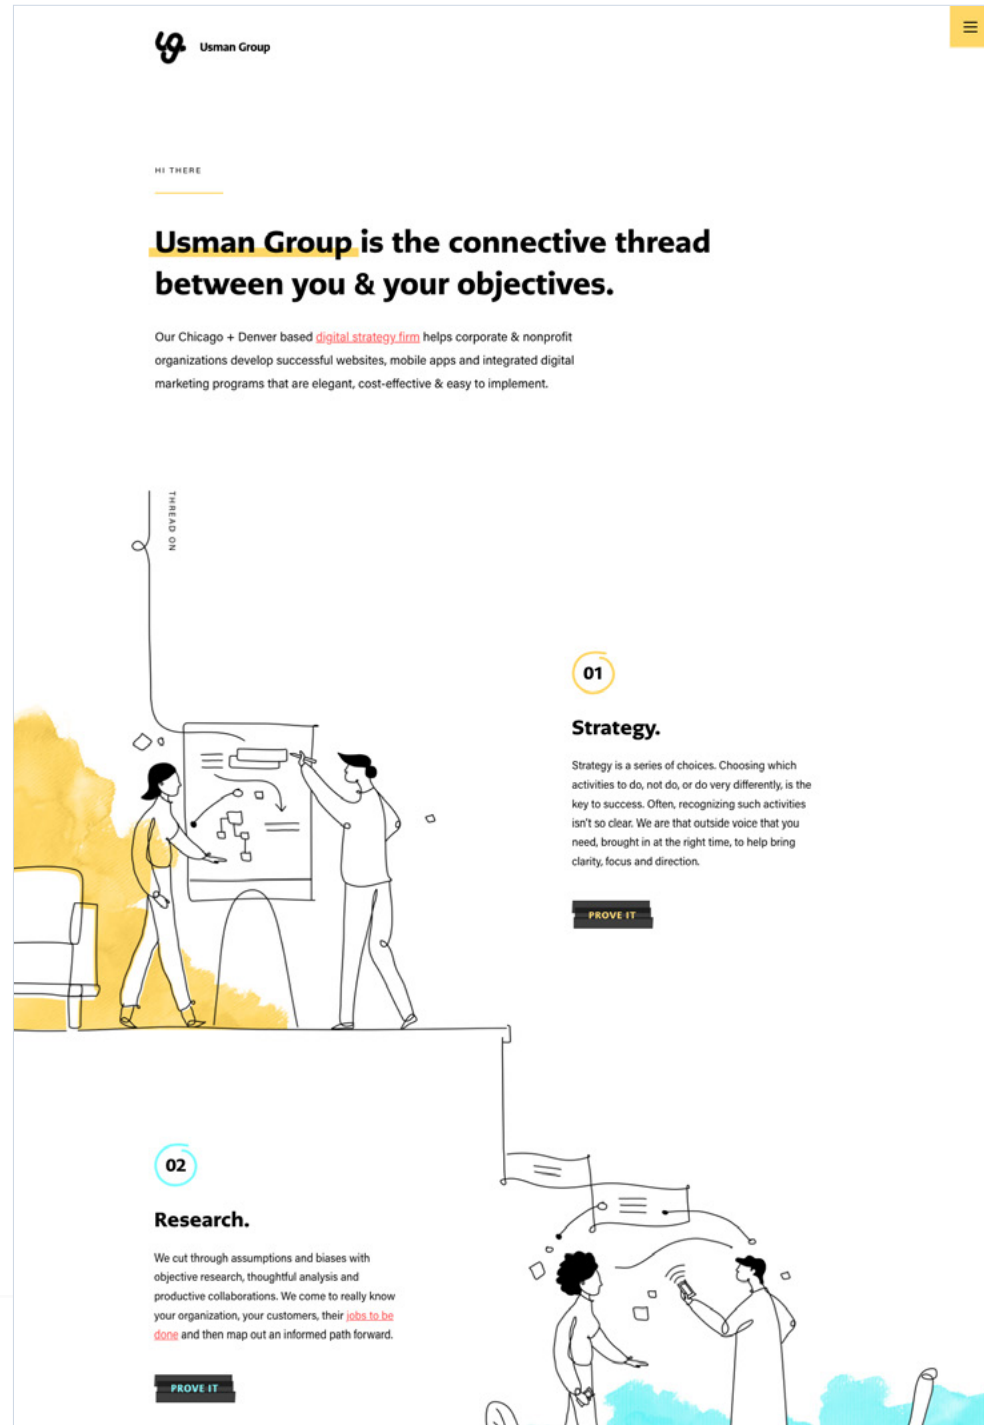 Usman Group
HI THERE
Usman Group is the connective thread
between you & your objectives.
Our Chicago + Denver based digital strategy firm helps corporate & nonprofit
organizations develop successful websites, mobile apps and integrated digital
marketing programs that are elegant, cost-effective & easy to implement.
THREAD ON
01
Strategy.
Strategy is a series of choices. Choosing which
activities to do, not do, or do very differently, is the
key to success. Often, recognizing such activities
isn't so clear. We are that outside voice that you
need, brought in at the right time, to help bring
clarity, focus and direction.
PROVE IT
02
Research.
We cut through assumptions and biases with
objective research, thoughtful analysis and
productive collaborations. We come to really know
your organization, your customers, their jobs to be
done and then map out an informed path forward.
PROVE IT